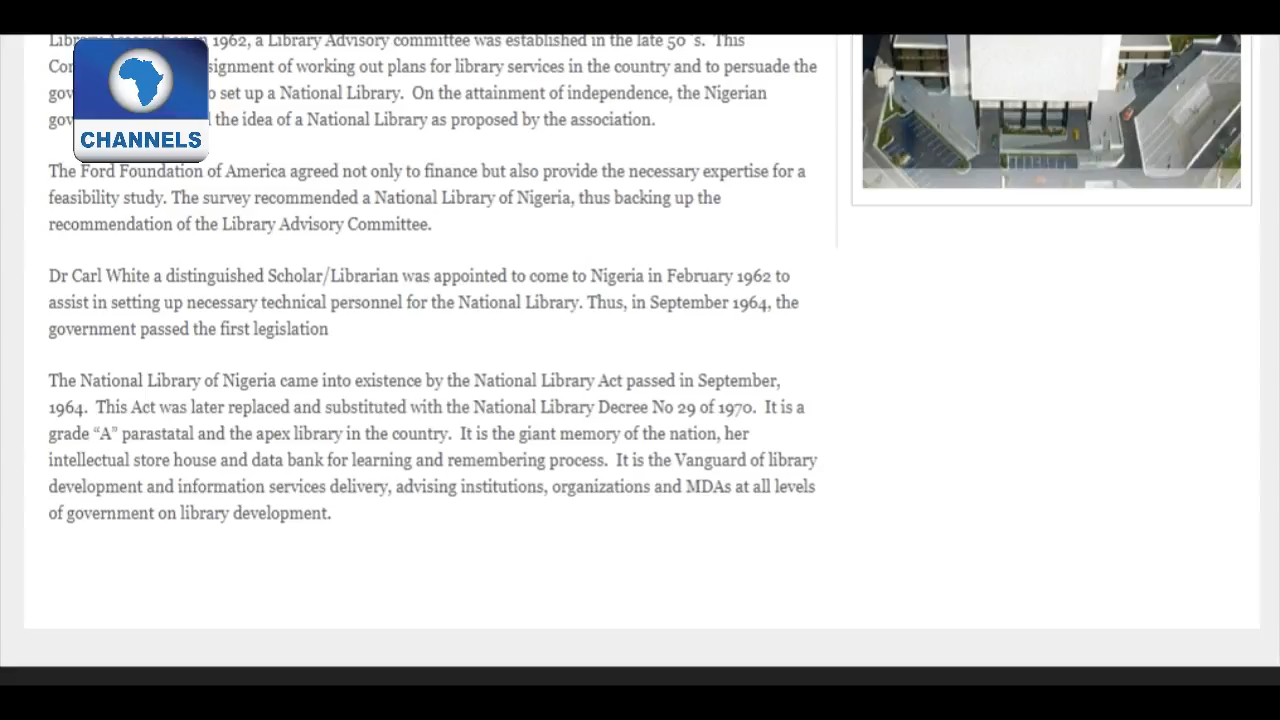 Library Association in 1962, a Library Advisory committee was established in the late 50 s. This
signment of working out plans for library services in the country and to persuade the
o set up a National Library. On the attainment of independence, the Nigerian
the idea of a National Library as proposed by the association.
CHANNELS
The Ford Foundation of America agreed not only to finance but also provide the necessary expertise for a
feasibility study. The survey recommended a National Library of Nigeria, thus backing up the
recommendation of the Library Advisory Committee.
Dr Carl White a distinguished Scholar/Librarian was appointed to come to Nigeria in February 1962 to
assist in setting up necessary technical personnel for the National Library. Thus, in September 1964, the
government passed the first legislation
The National Library of Nigeria came into existence by the National Library Act passed in September,
1964. This Act was later replaced and substituted with the National Library Decree No 29 of 1970. It is a
grade “A” parastatal and the apex library in the country. It is the giant memory of the nation, her
intellectual store house and data bank for learning and remembering process. It is the Vanguard of library
development and information services delivery, advising institutions, organizations and MDAs at all levels
of government on library development.